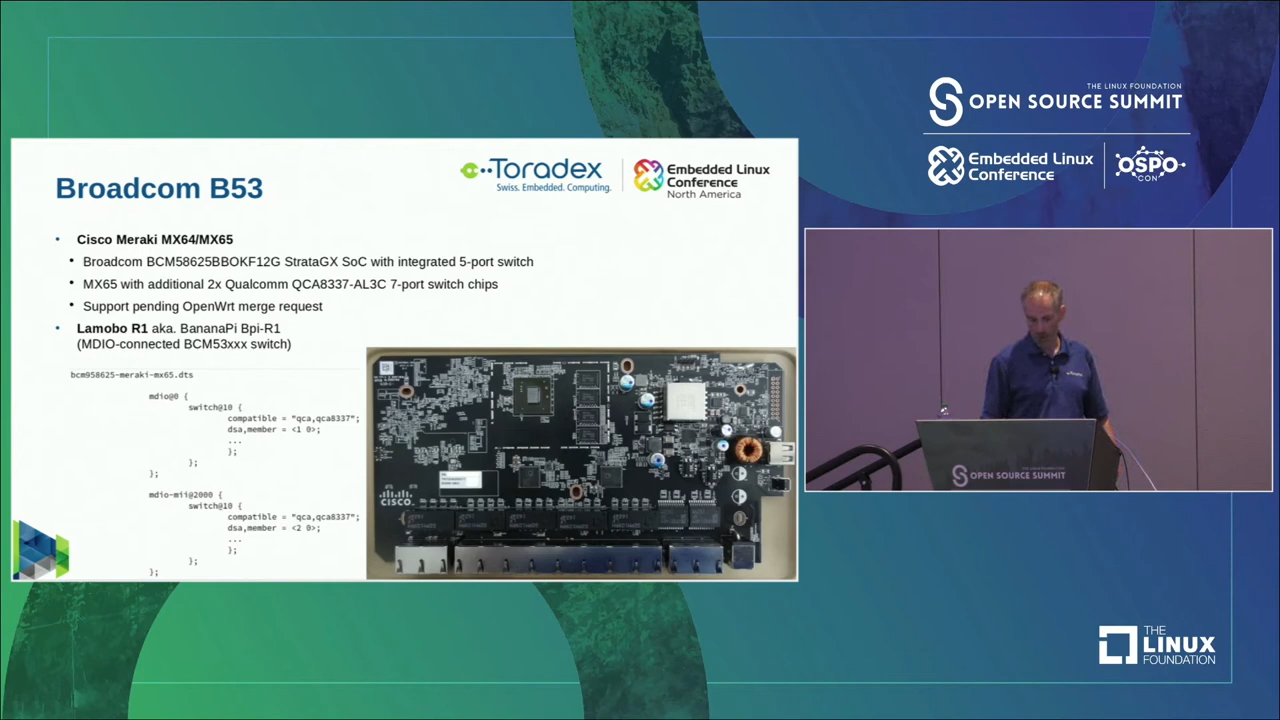 Broadcom B53
Toradex
Swiss. Embedded. Computing.
Embedded Linux
Conference
North America
• Cisco Meraki MX64/MX65
• Broadcom BCM58625BBOKF12G StrataGX SoC with integrated 5-port switch
• MX65 with additional 2x Qualcomm QCA8337-AL3C 7-port switch chips
• Support pending OpenWrt merge request
• Lamobo R1 aka. BananaPi Bpi-R1
(MDIO-connected BCM53xxx switch)
bcm958625-meraki-mx65.dts
mdio@0 {
switch@10 {
compatible = "qca,qca8337";
dsa,member = <1 0>;
...
};
};
};
mdio-mii@2000 {
switch@10 {
compatible = "qca,qca8337";
dsa,member = <2 0>;
...
};
};
};
CISCO
THE LINUX FOUNDATION
OPEN SOURCE SUMMIT
Embedded Linux
Conference
OSPO
CON
OPEN SOURCE SUMMIT
THE
LINUX
FOUNDATION